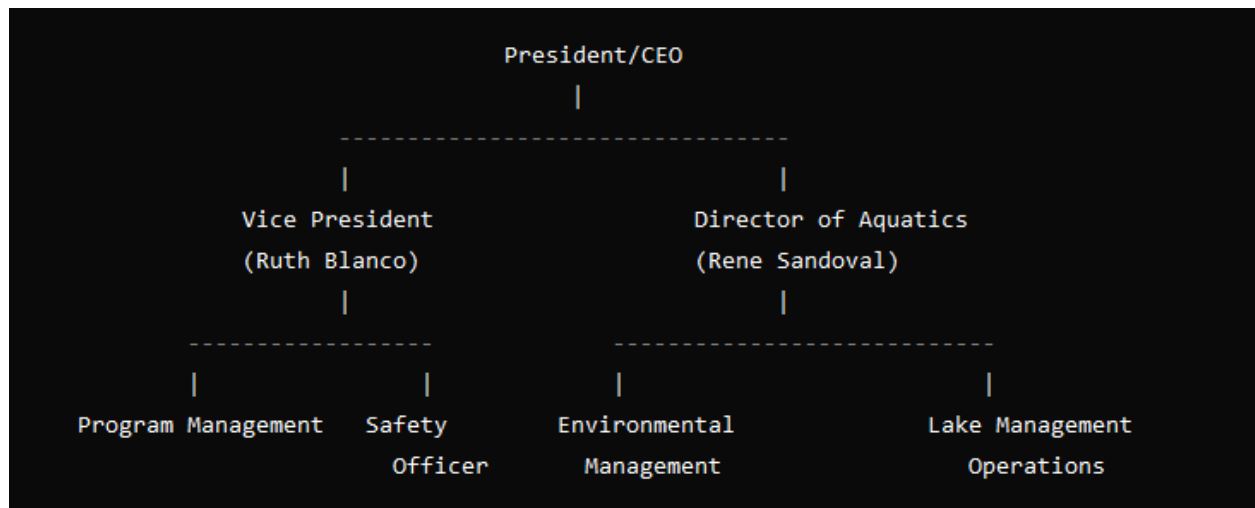 President/CEO
|
---------------------------------
| |
Vice President Director of Aquatics
(Ruth Blanco) (Rene Sandoval)
| |
------------------ ----------------------------
| | | |
Program Management Safety Environmental Lake Management
Officer Management Operations